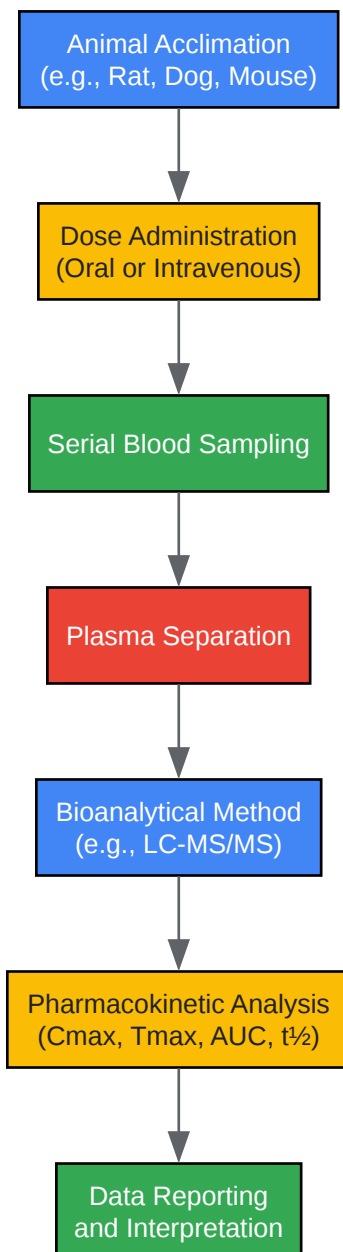 Animal Acclimation
(e.g., Rat, Dog, Mouse)
Dose Administration
(Oral or Intravenous)
Serial Blood Sampling
Plasma Separation
Bioanalytical Method
(e.g., LC-MS/MS)
Pharmacokinetic Analysis
(Cmax, Tmax, AUC, t½)
Data Reporting
and Interpretation